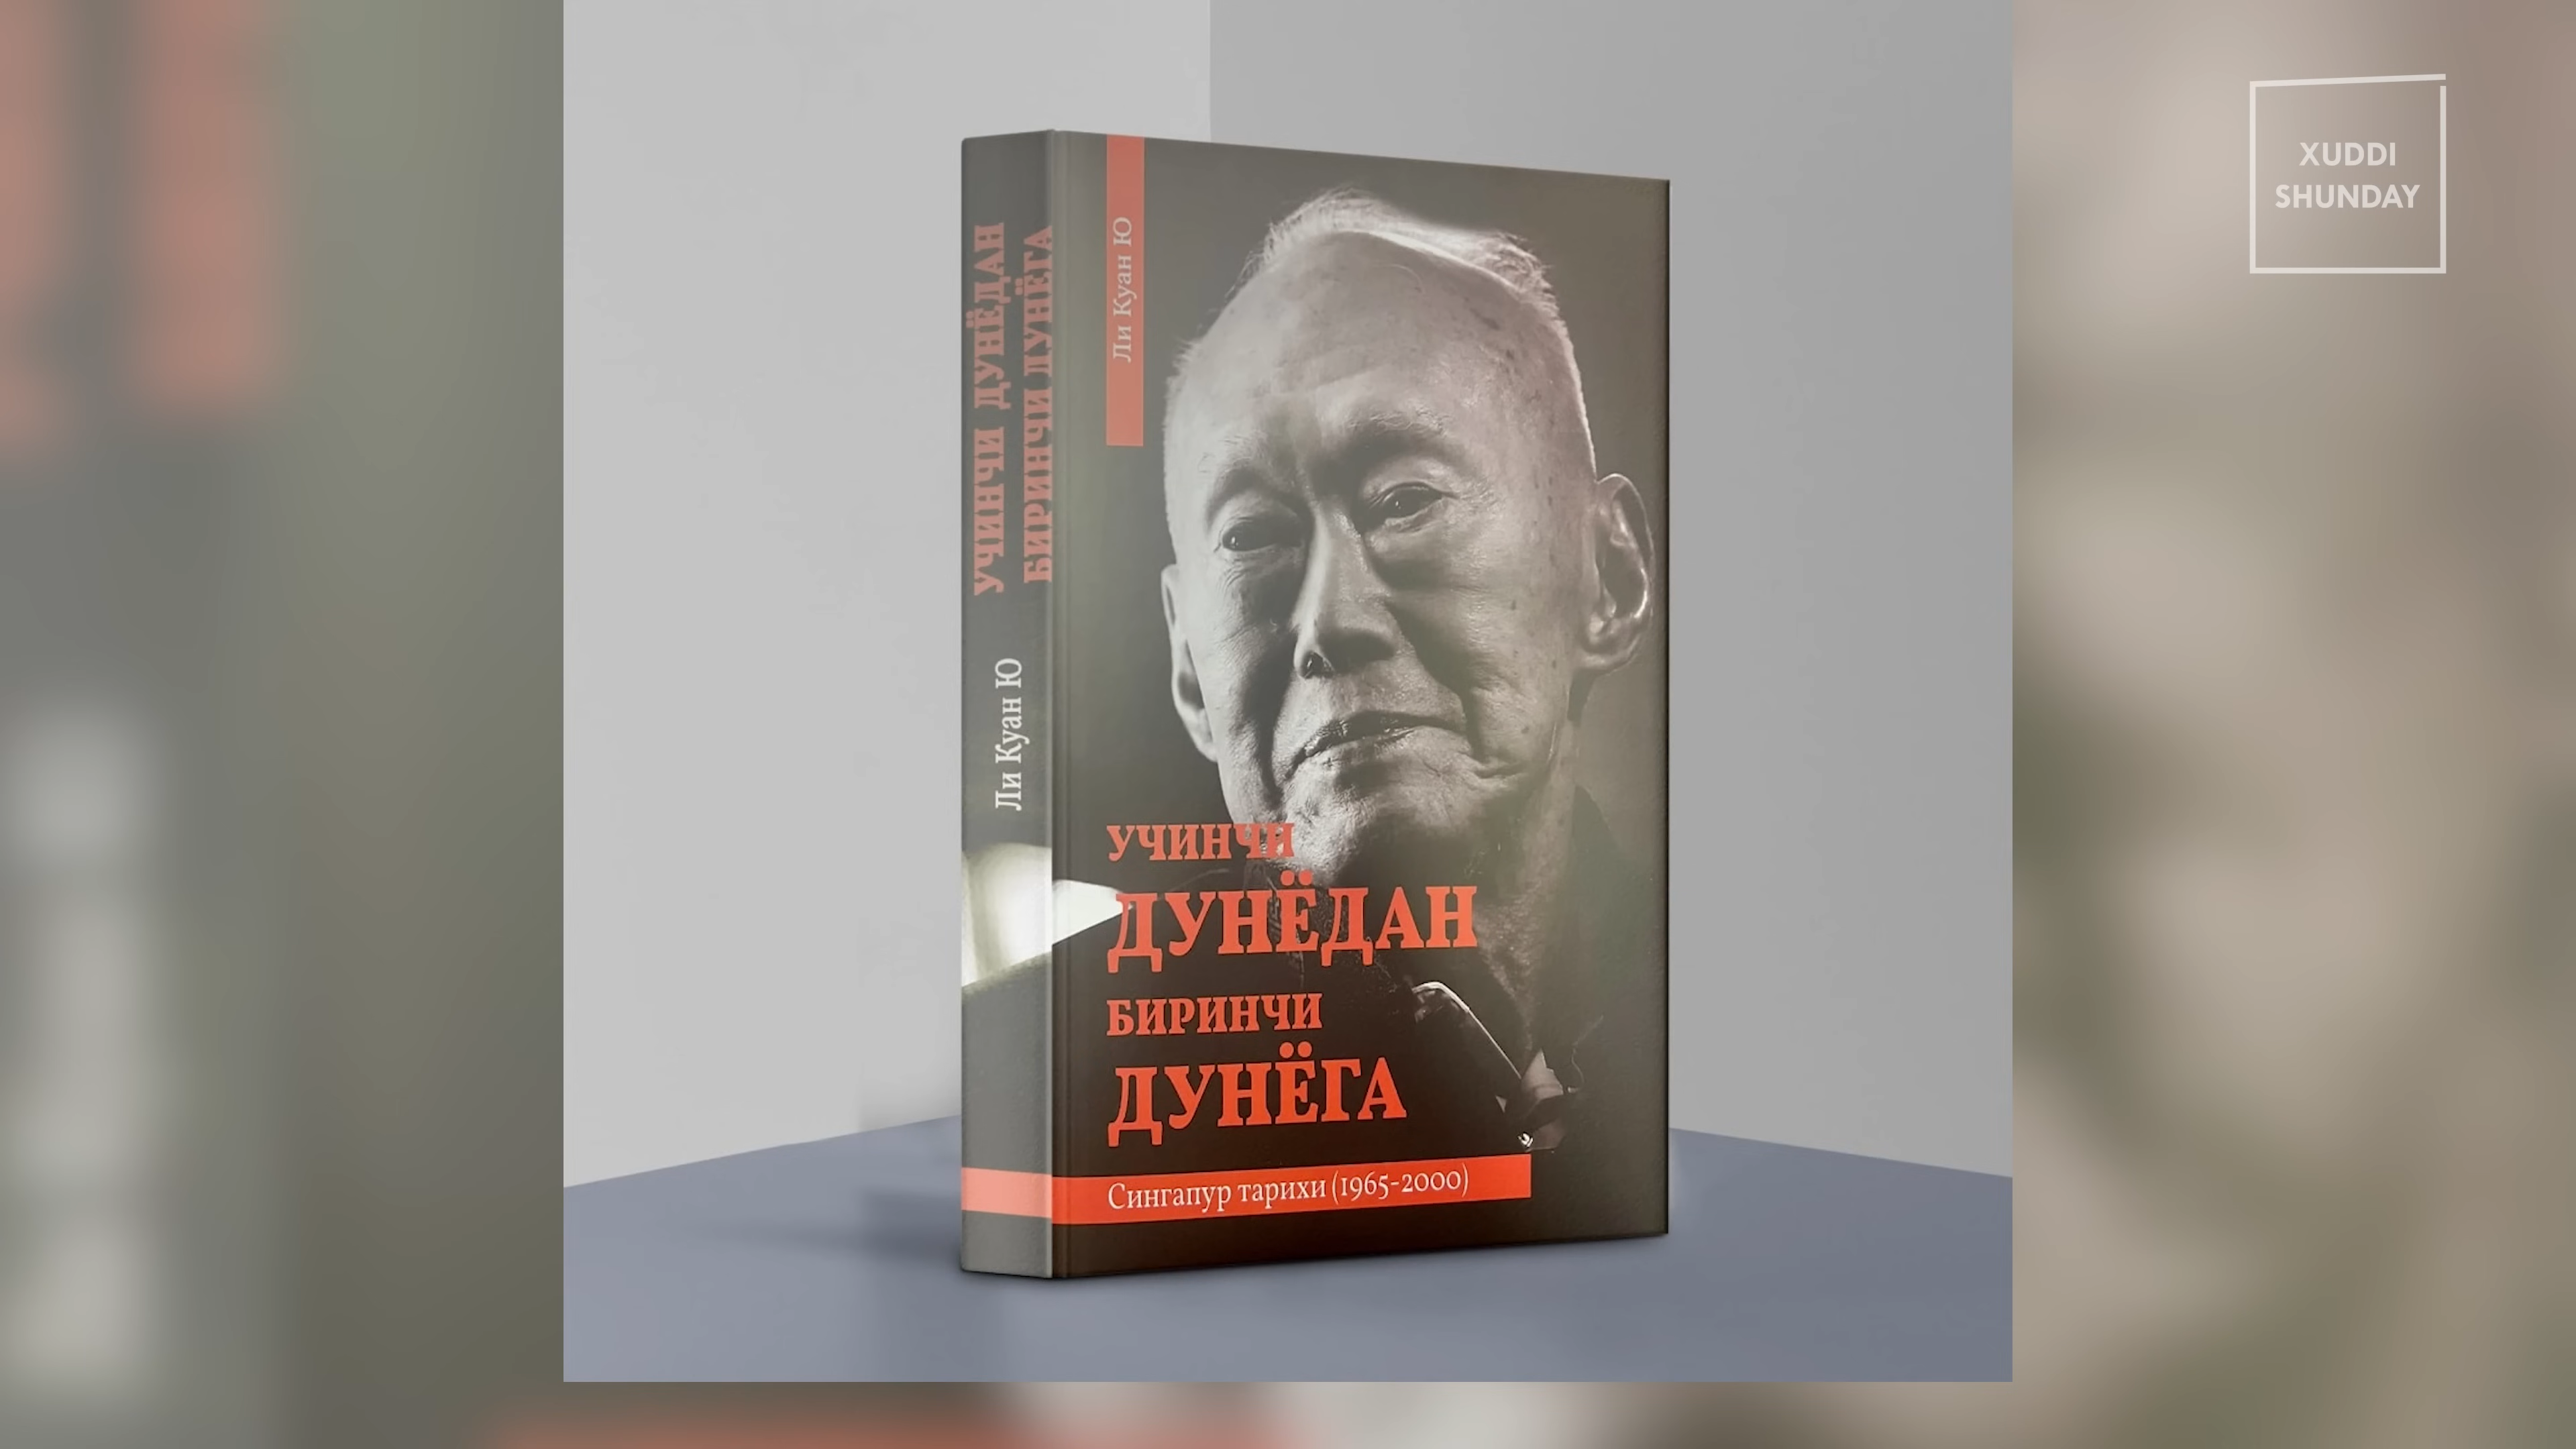 XUDDI
SHUNDAY
УЧИНЧИ ДУНЁДАН
БИРИНЧИ ДУНЁГА
Ли Куан Ю
Ли Куан Ю
УЧИНЧИ
ДУНЁДАН
БИРИНЧИ
ДУНЁГА
Сингапур тарихи (1965-2000)